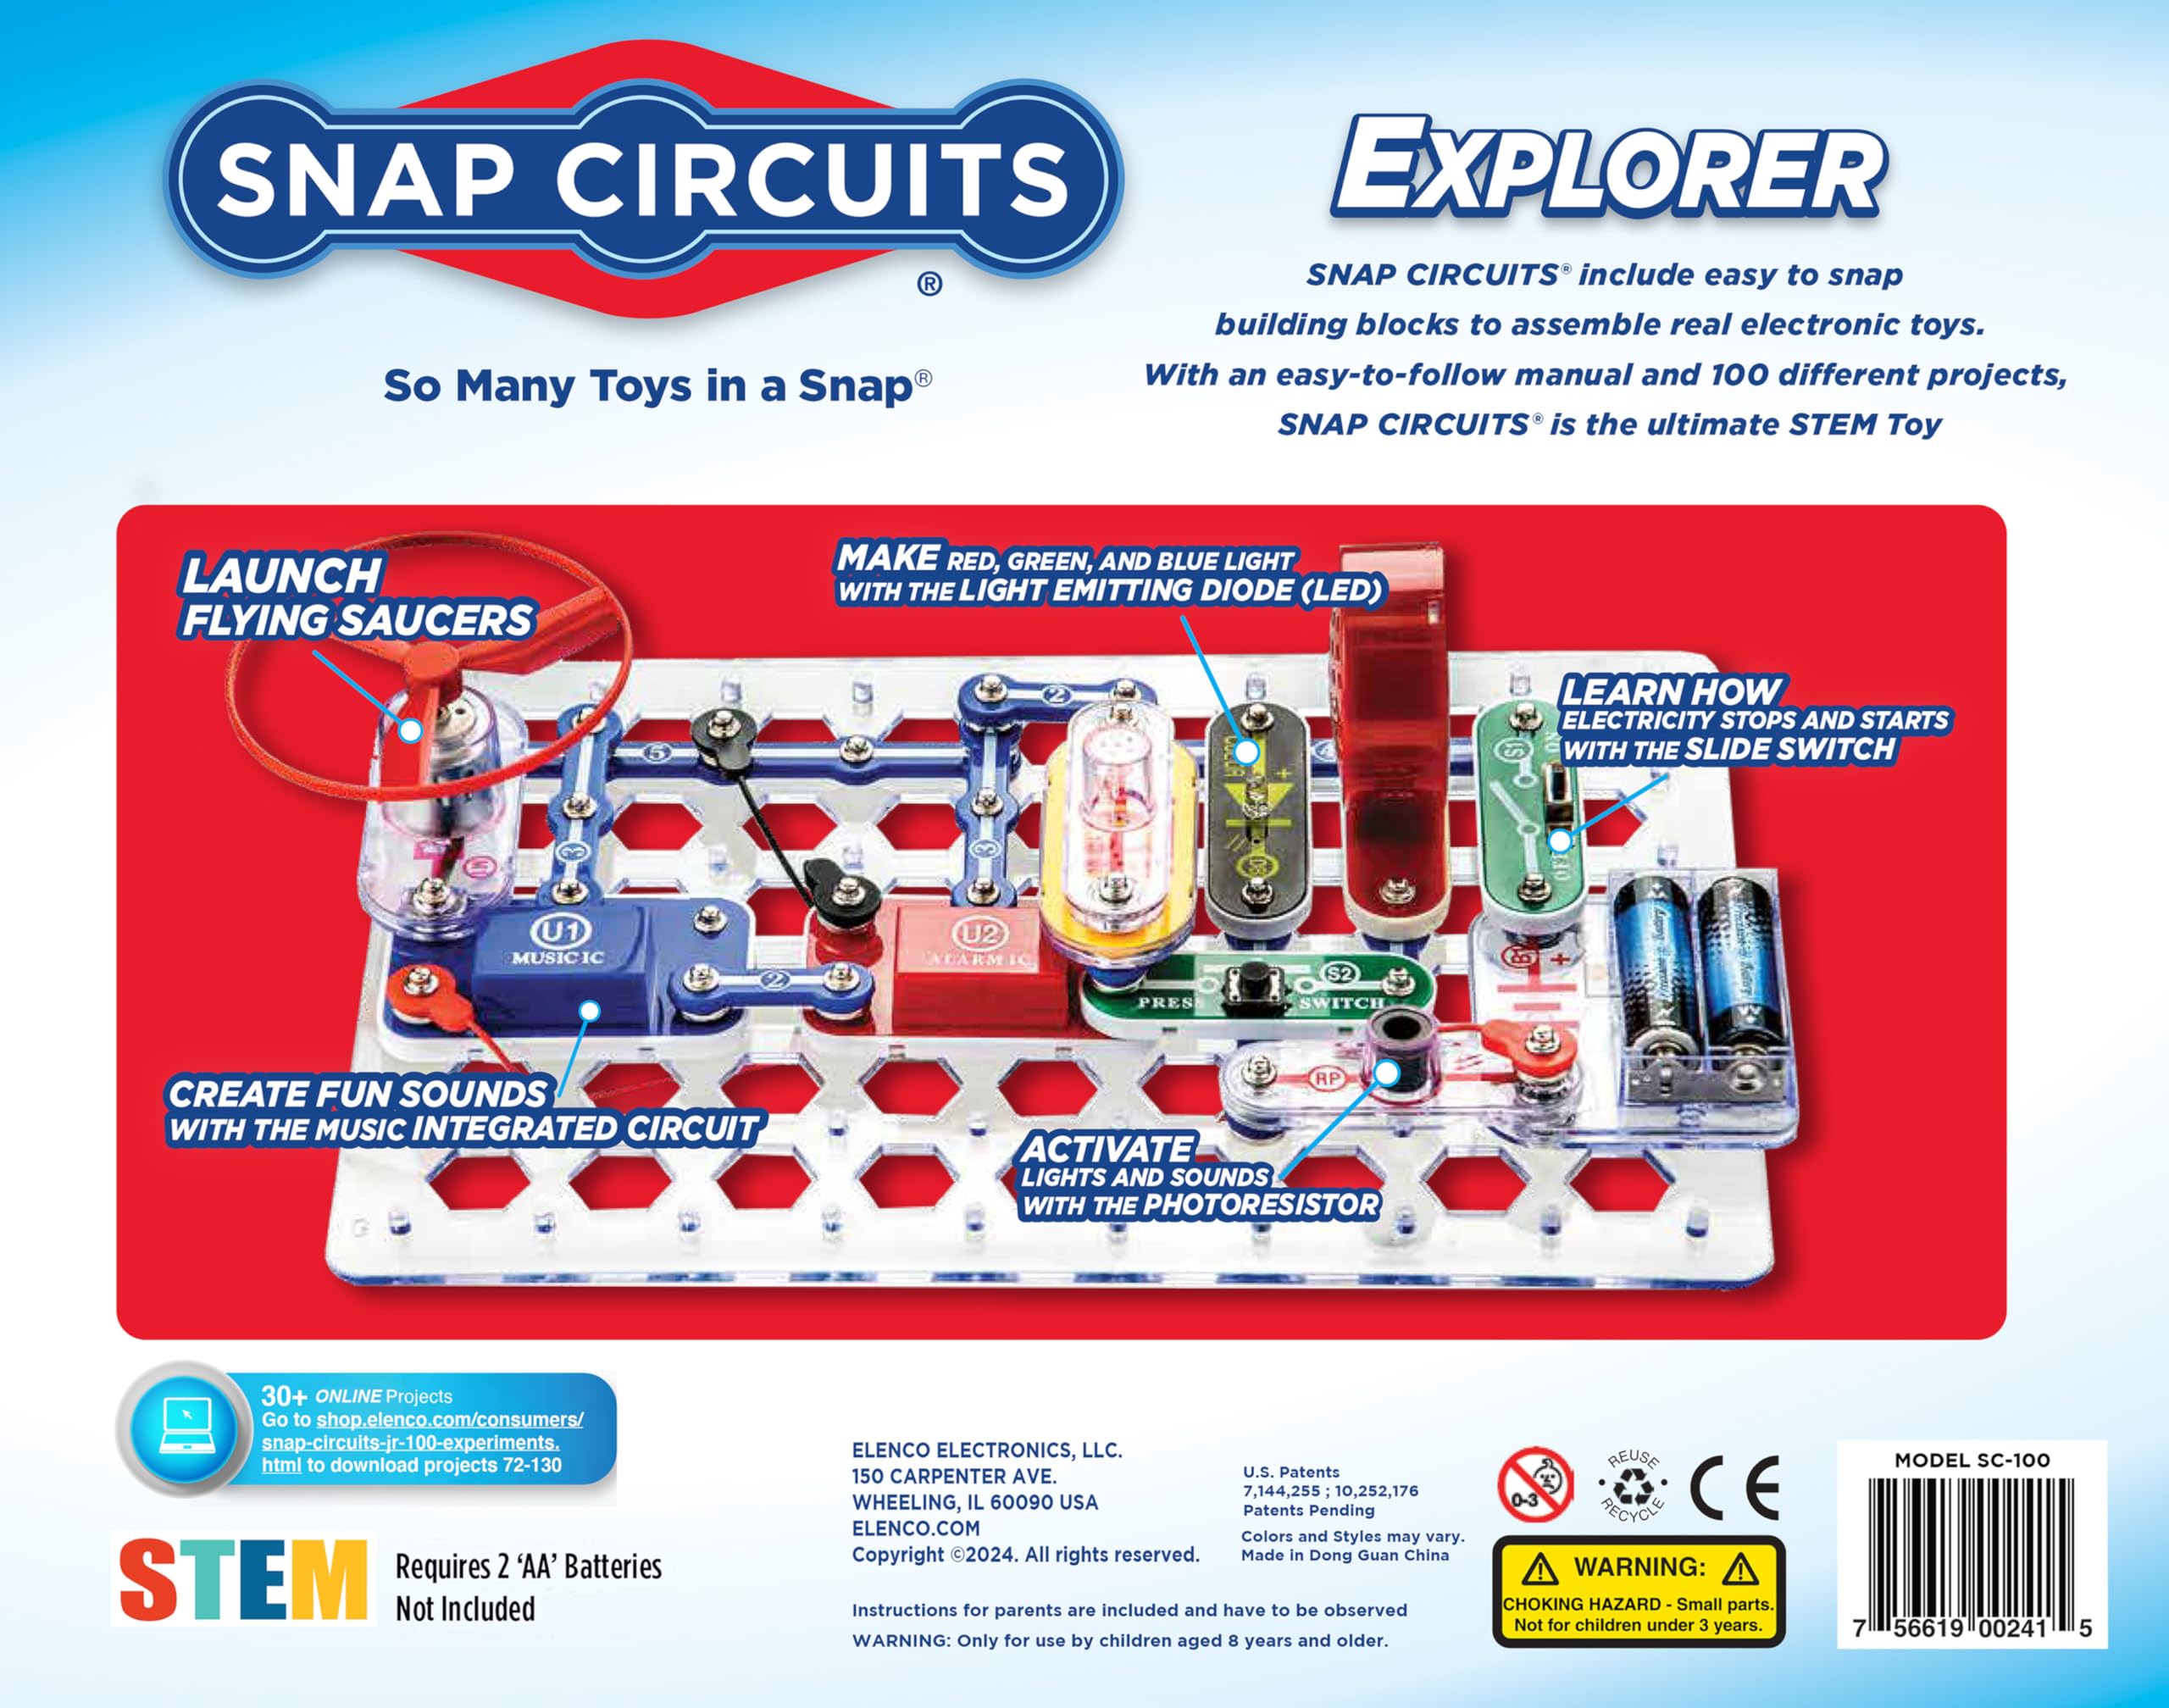 SNAP CIRCUITS
®
So Many Toys in a Snap®
EXPLORER
SNAP CIRCUITS® include easy to snap
building blocks to assemble real electronic toys.
With an easy-to-follow manual and 100 different projects,
SNAP CIRCUITS® is the ultimate STEM Toy
LAUNCH
FLYING SAUCERS
MAKE RED, GREEN, AND BLUE LIGHT
WITH THE LIGHT EMITTING DIODE (LED)
LEARN HOW
ELECTRICITY STOPS AND STARTS
WITH THE SLIDE SWITCH
2
5
3
3
S1
U1
MUSIC IC
U2
ALARM IC
2
S2
PRESS SWITCH
B1
+
RP
CREATE FUN SOUNDS
WITH THE MUSIC INTEGRATED CIRCUIT
ACTIVATE
LIGHTS AND SOUNDS
WITH THE PHOTORESISTOR
30+ ONLINE Projects
Go to shop.elenco.com/consumers/
snap-circuits-jr-100-experiments.
html to download projects 72-130
STEM
Requires 2 ‘AA’ Batteries
Not Included
ELENCO ELECTRONICS, LLC.
150 CARPENTER AVE.
WHEELING, IL 60090 USA
ELENCO.COM
Copyright ©2024. All rights reserved.
U.S. Patents
7,144,255 ; 10,252,176
Patents Pending
Colors and Styles may vary.
Made in Dong Guan China
Instructions for parents are included and have to be observed
WARNING: Only for use by children aged 8 years and older.
0-3
REUSE
RECYCLE
CE
WARNING:
CHOKING HAZARD - Small parts.
Not for children under 3 years.
MODEL SC-100
7 56619 00241 5